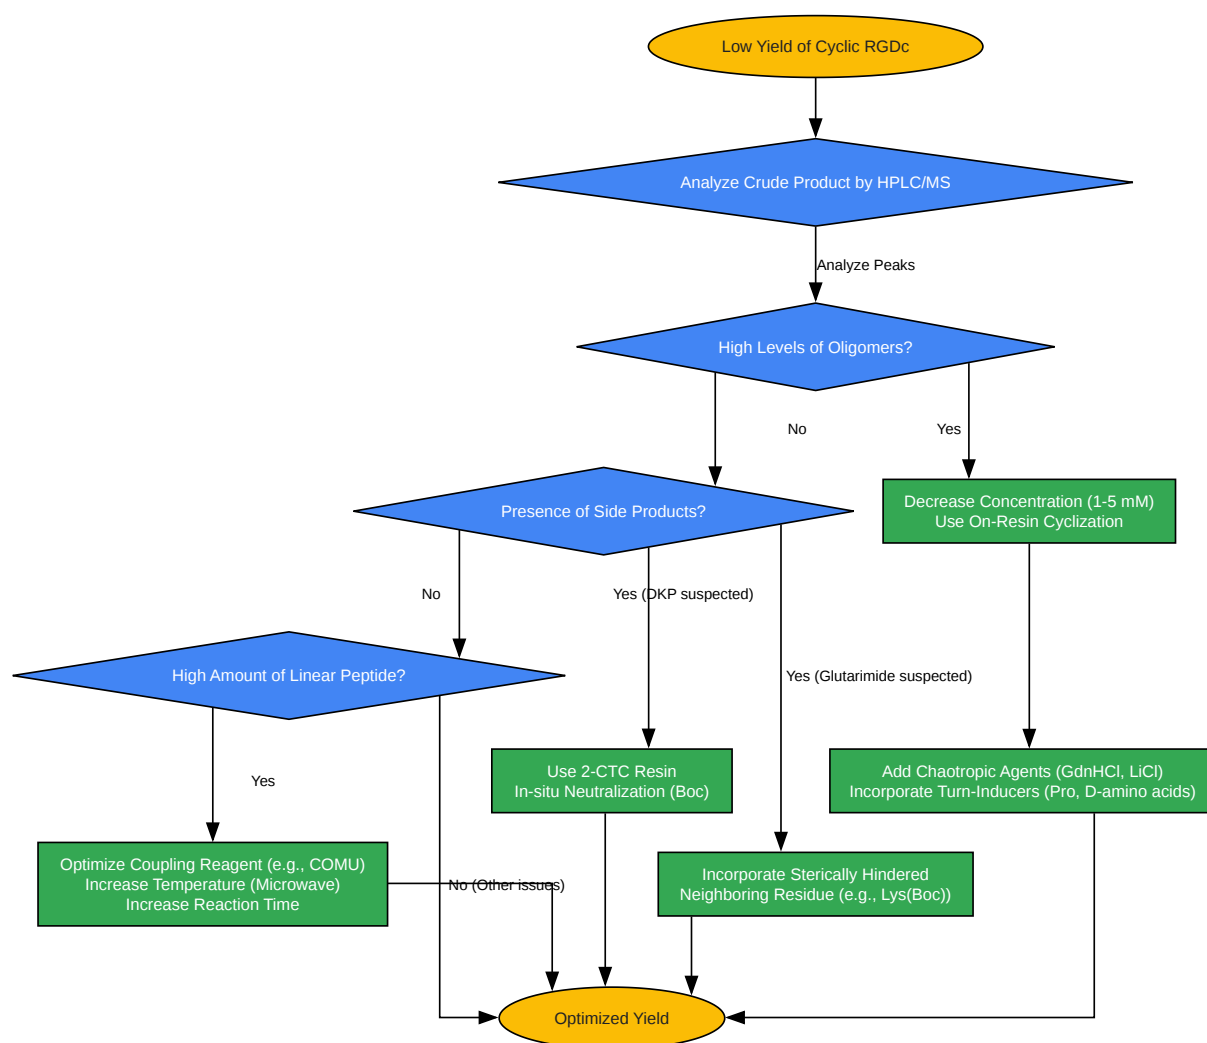 Low Yield of Cyclic RGDc
Analyze Crude Product by HPLC/MS
Analyze Peaks
High Levels of Oligomers?
No
Yes
Decrease Concentration (1-5 mM)
Use On-Resin Cyclization
Presence of Side Products?
No
Yes (DKP suspected)
Yes (Glutarimide suspected)
High Amount of Linear Peptide?
Yes
Use 2-CTC Resin
In-situ Neutralization (Boc)
Add Chaotropic Agents (GdnHCl, LiCl)
Incorporate Turn-Inducers (Pro, D-amino acids)
Optimize Coupling Reagent (e.g., COMU)
Increase Temperature (Microwave)
Increase Reaction Time
No (Other issues)
Incorporate Sterically Hindered
Neighboring Residue (e.g., Lys(Boc))
Optimized Yield